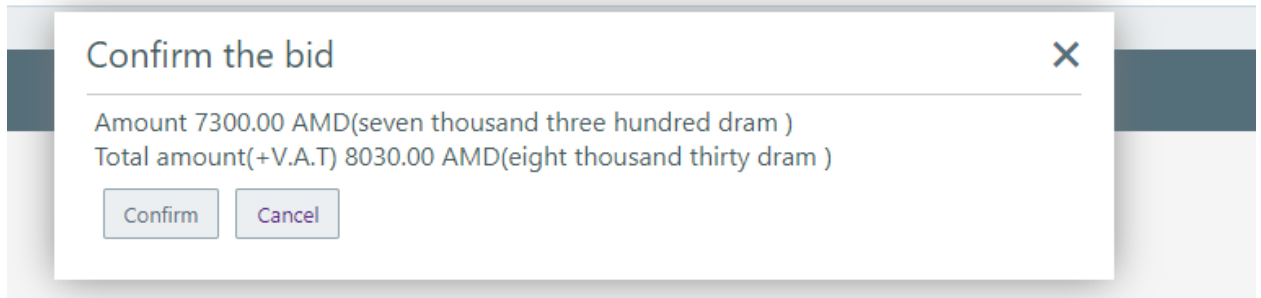 Confirm the bid
Amount 7300.00 AMD(seven thousand three hundred dram )
Total amount(+V.A.T) 8030.00 AMD(eight thousand thirty dram )
Confirm Cancel